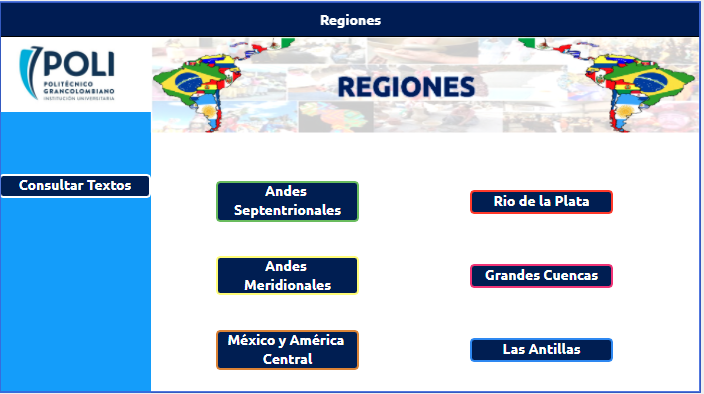 Regiones
POLI
POLITÉCNICO
GRANCOLOMBIANO
INSTITUCIÓN UNIVERSITARIA
REGIONES
Consultar Textos
Andes
Septentrionales
Rio de la Plata
Andes
Meridionales
Grandes Cuencas
México y América
Central
Las Antillas